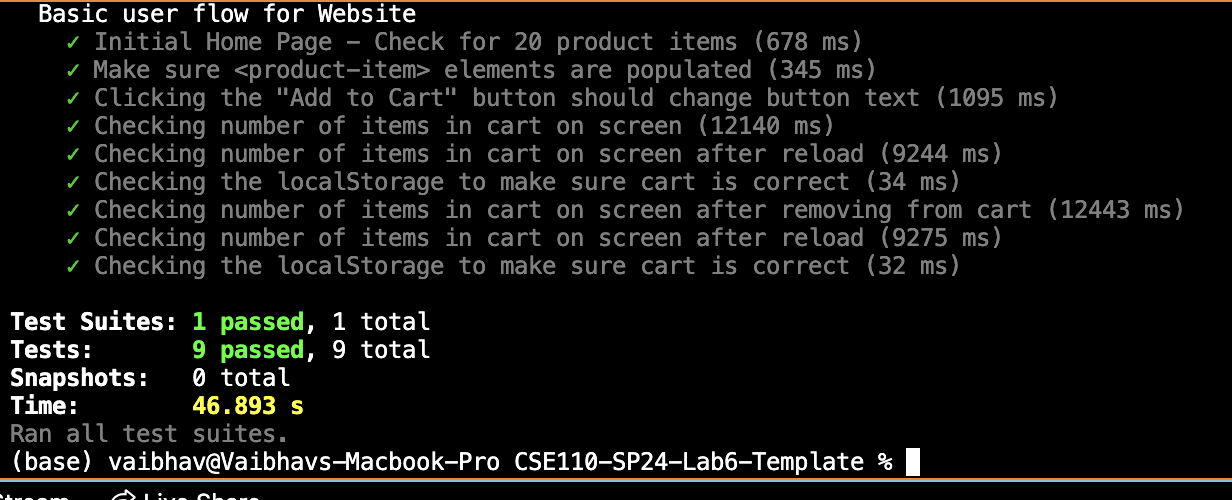 Basic user flow for Website
✓ Initial Home Page – Check for 20 product items (678 ms)
✓ Make sure <product-item> elements are populated (345 ms)
✓ Clicking the "Add to Cart" button should change button text (1095 ms)
✓ Checking number of items in cart on screen (12140 ms)
✓ Checking number of items in cart on screen after reload (9244 ms)
✓ Checking the localStorage to make sure cart is correct (34 ms)
✓ Checking number of items in cart on screen after removing from cart (12443 ms)
✓ Checking number of items in cart on screen after reload (9275 ms)
✓ Checking the localStorage to make sure cart is correct (32 ms)
Test Suites: 1 passed, 1 total
Tests: 9 passed, 9 total
Snapshots: 0 total
Time: 46.893 s
Ran all test suites.
(base) vaibhav@Vaibhavs-Macbook-Pro CSE110-SP24-Lab6-Template %
Live Share